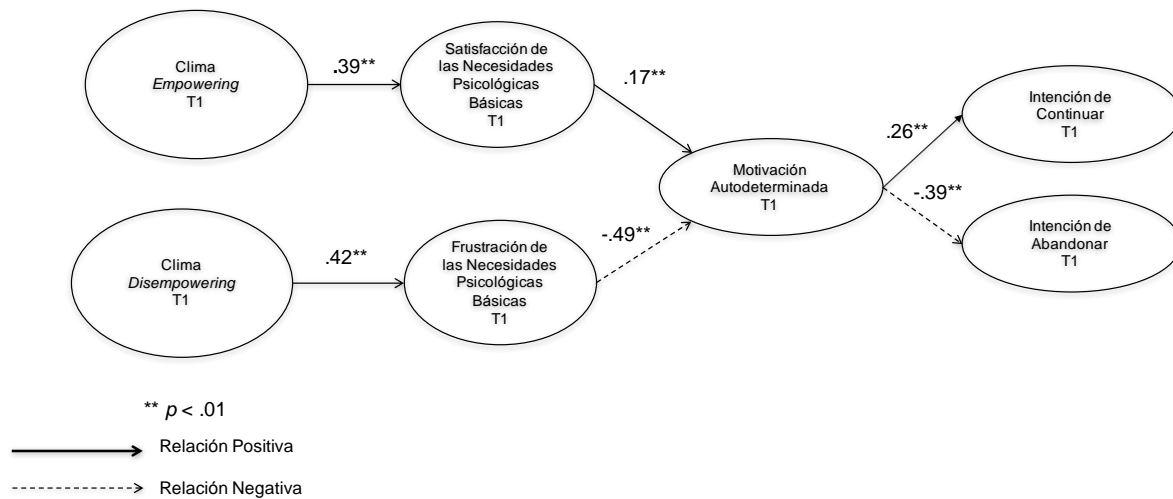 Clima
Empowering
T1
.39**
Satisfacción de
las Necesidades
Psicológicas
Básicas
T1
.17**
Motivación
Autodeterminada
T1
.26**
Intención de
Continuar
T1
-.39**
Intención de
Abandonar
T1
Clima
Disempowering
T1
.42**
Frustración de
las Necesidades
Psicológicas
Básicas
T1
-.49**
** p < .01
Relación Positiva
Relación Negativa